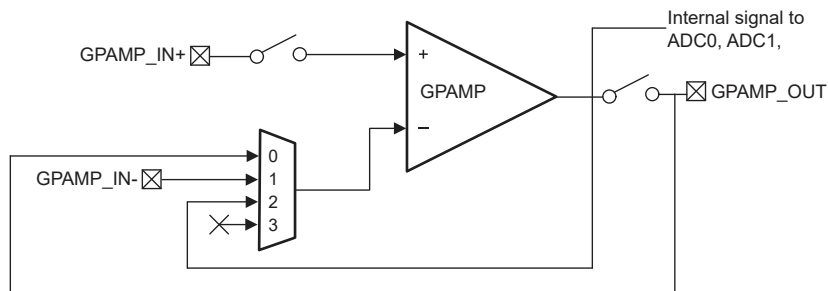 Internal signal to
ADC0, ADC1,
GPAMP_IN+
+
GPAMP
GPAMP_OUT
−
0
GPAMP_IN-
1
2
3